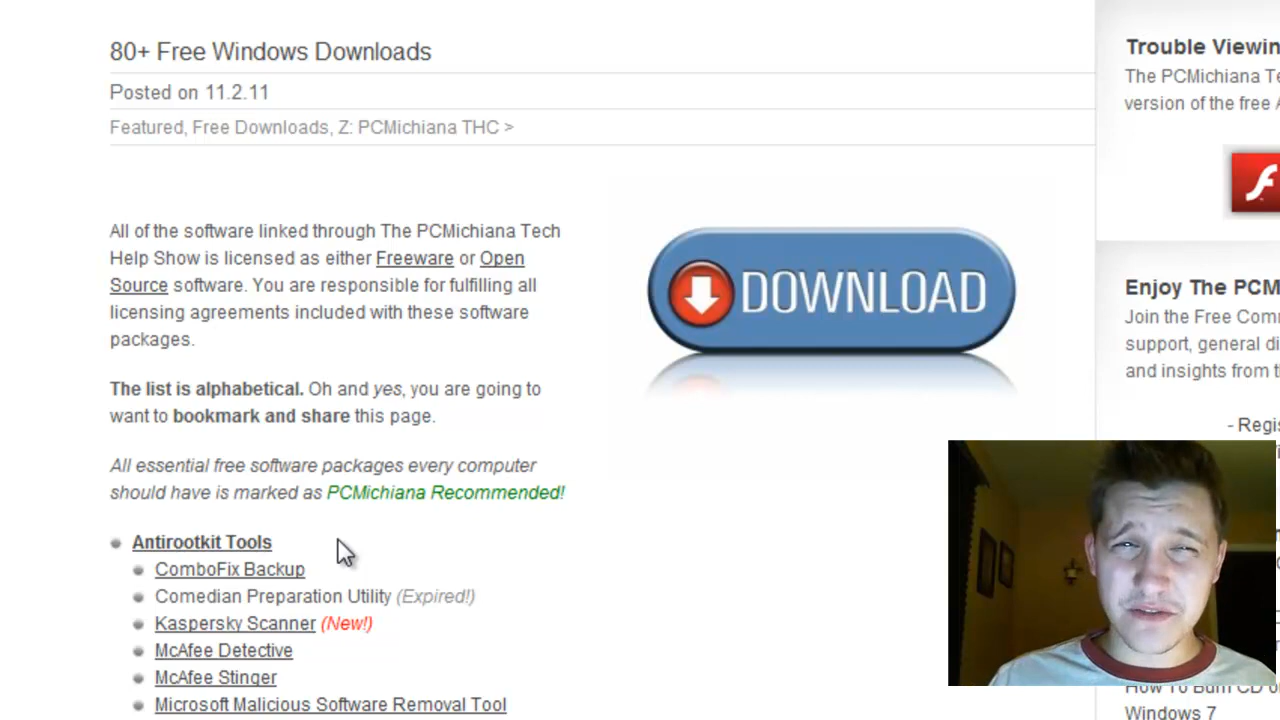 80+ Free Windows Downloads
Posted on 11.2.11
Featured, Free Downloads, Z: PCMichiana THC >
All of the software linked through The PCMichiana Tech
Help Show is licensed as either Freeware or Open
Source software. You are responsible for fulfilling all
licensing agreements included with these software
packages.
The list is alphabetical. Oh and yes, you are going to
want to bookmark and share this page.
All essential free software packages every computer
should have is marked as PCMichiana Recommended!
Antirootkit Tools
ComboFix Backup
Comedian Preparation Utility (Expired!)
Kaspersky Scanner (New!)
McAfee Detective
McAfee Stinger
Microsoft Malicious Software Removal Tool
DOWNLOAD
Trouble Viewin
The PCMichiana Te
version of the free A
Enjoy The PCM
Join the Free Com
support, general di
and insights from t
- Regis
How To Burn CD o
Windows 7